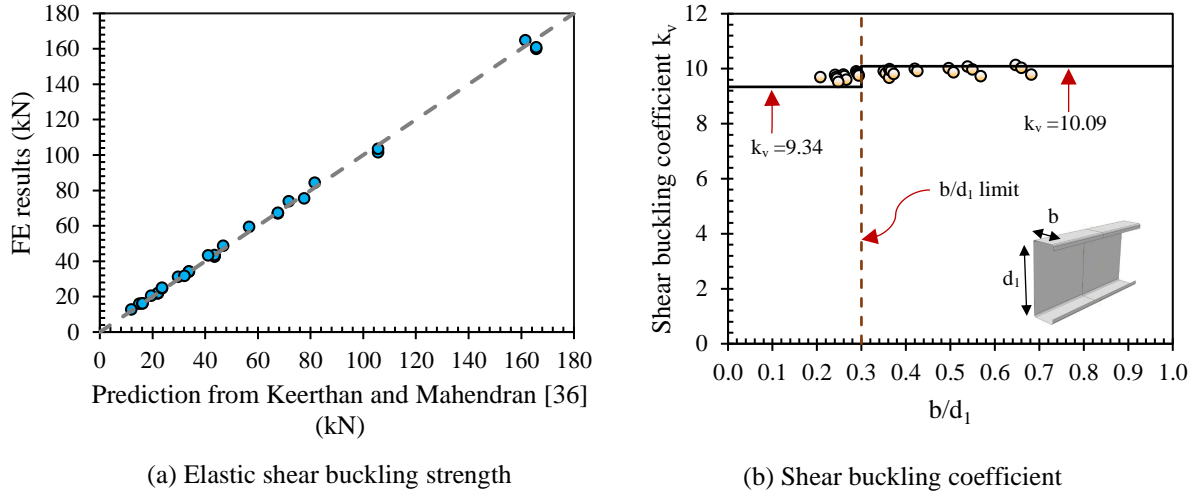 180
160
140
120
100
80
60
40
20
0
FE results (kN)
0 20 40 60 80 100 120 140 160 180
Prediction from Keerthan and Mahendran [36]
(kN)
(a) Elastic shear buckling strength
12
10
8
6
4
2
0
Shear buckling coefficient kᵥ
kᵥ =9.34
kᵥ =10.09
b/d₁ limit
b
d₁
0.0 0.1 0.2 0.3 0.4 0.5 0.6 0.7 0.8 0.9 1.0
b/d₁
(b) Shear buckling coefficient